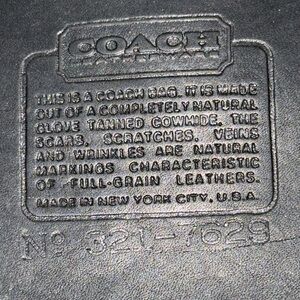 COACH
THIS IS A COACH BAG. IT IS MADE
OUT OF A COMPLETELY NATURAL
GLOVE TANNED COWHIDE. THE
SCARS, SCRATCHES, VEINS
AND WRINKLES ARE NATURAL
MARKINGS CHARACTERISTIC
OF FULL-GRAIN LEATHERS.
MADE IN NEW YORK CITY, U.S.A.
No 321-7629